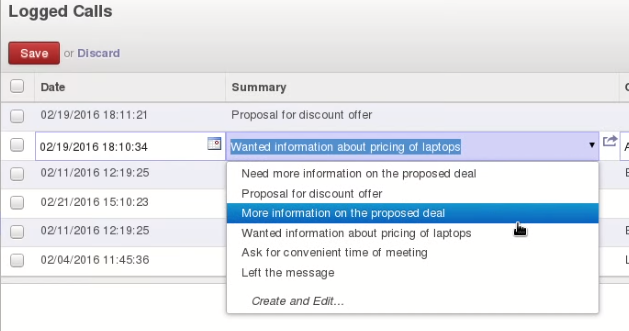 Logged Calls
Save or Discard
Date Summary
02/19/2016 18:11:21 Proposal for discount offer
02/19/2016 18:10:34 Wanted information about pricing of laptops
02/11/2016 12:19:25 Need more information on the proposed deal
Proposal for discount offer
02/21/2016 15:10:23 More information on the proposed deal
02/11/2016 12:19:25 Wanted information about pricing of laptops
Ask for convenient time of meeting
02/04/2016 11:45:36 Left the message
Create and Edit...